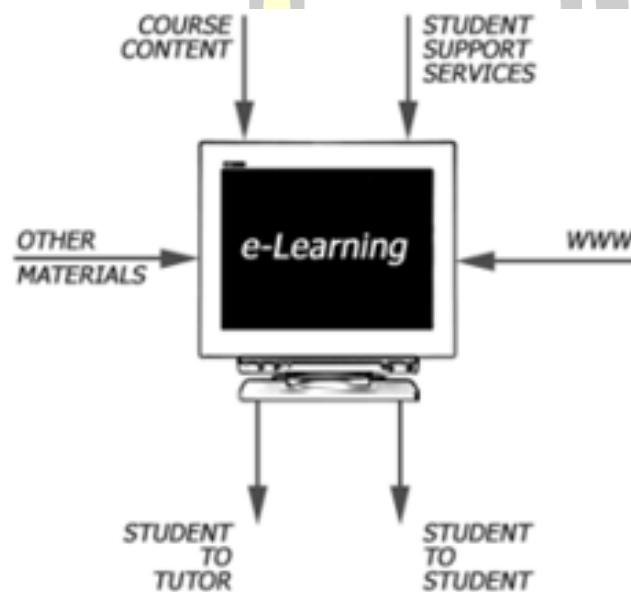 COURSE
CONTENT
STUDENT
SUPPORT
SERVICES
e-Learning
OTHER
MATERIALS
WWW
STUDENT
TO
TUTOR
STUDENT
TO
STUDENT